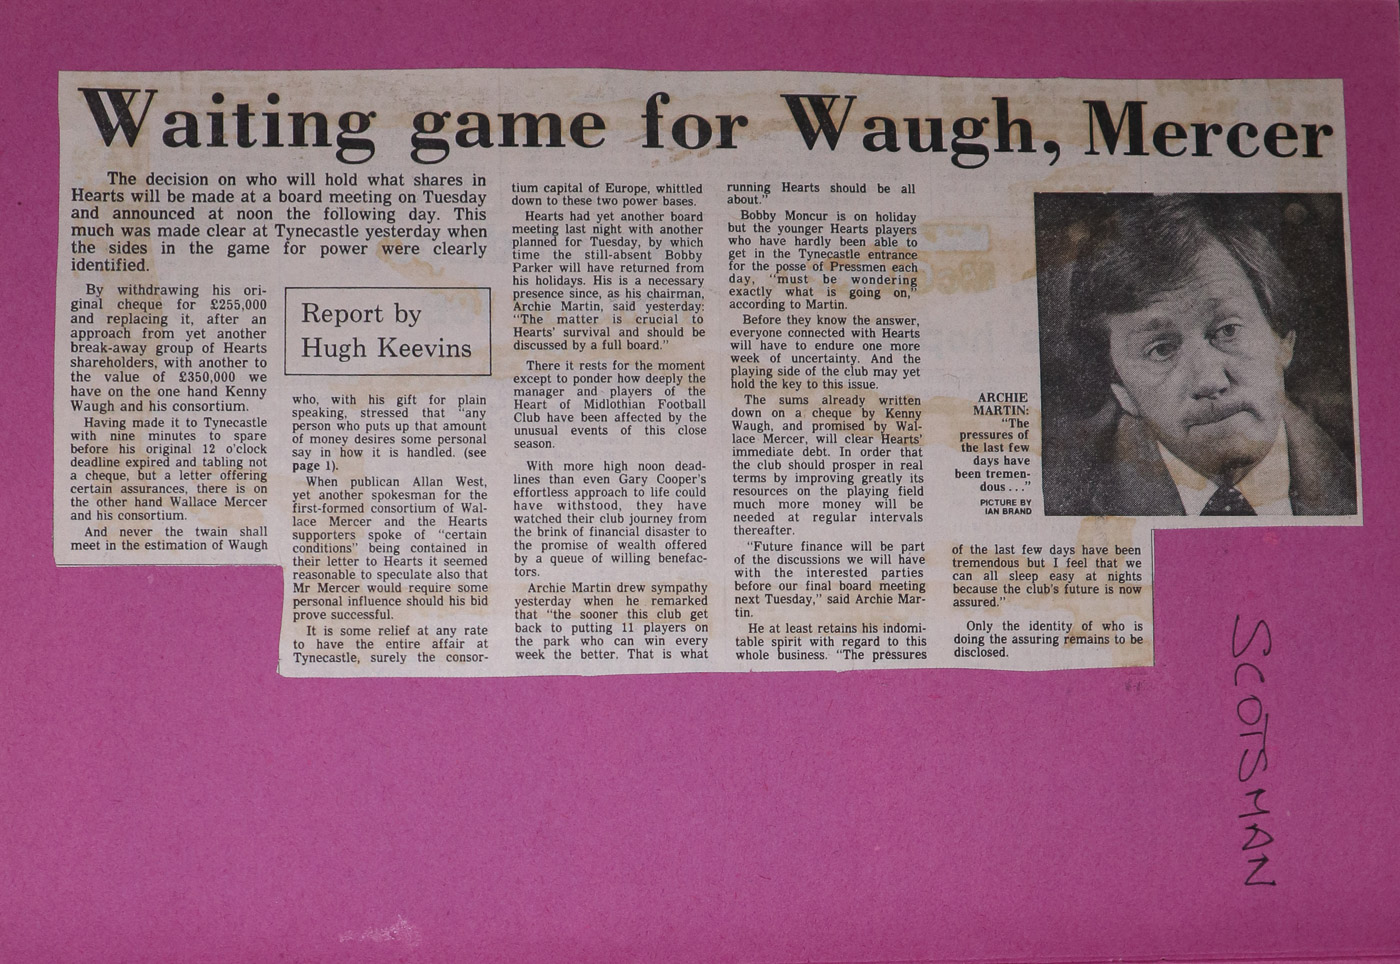 Waiting game for Waugh, Mercer
The decision on who will hold what shares in
Hearts will be made at a board meeting on Tuesday
and announced at noon the following day. This
much was made clear at Tynecastle yesterday when
the sides in the game for power were clearly
identified.
By withdrawing his ori-
ginal cheque for £255,000
and replacing it, after an
approach from yet another
break-away group of Hearts
shareholders, with another to
the value of £350,000 we
have on the one hand Kenny
Waugh and his consortium.
Having made it to Tynecastle
with nine minutes to spare
before his original 12 o'clock
deadline expired and tabling not
a cheque, but a letter offering
certain assurances, there is on
the other hand Wallace Mercer
and his consortium.
And never the twain shall
meet in the estimation of Waugh
Report by
Hugh Keevins
who, with his gift for plain
speaking, stressed that "any
person who puts up that amount
of money desires some personal
say in how it is handled. (see
page 1).
When publican Allan West,
yet another spokesman for the
first-formed consortium of Wal-
lace Mercer and the Hearts
supporters spoke of "certain
conditions" being contained in
their letter to Hearts it seemed
reasonable to speculate also that
Mr Mercer would require some
personal influence should his bid
prove successful.
It is some relief at any rate
to have the entire affair at
Tynecastle, surely the consor-
tium capital of Europe, whittled
down to these two power bases.
Hearts had yet another board
meeting last night with another
planned for Tuesday, by which
time the still-absent Bobby
Parker will have returned from
his holidays. His is a necessary
presence since, as his chairman,
Archie Martin, said yesterday:
"The matter is crucial to
Hearts' survival and should be
discussed by a full board."
There it rests for the moment
except to ponder how deeply the
manager and players of the
Heart of Midlothian Football
Club have been affected by the
unusual events of this close
season.
With more high noon dead-
lines than even Gary Cooper's
effortless approach to life could
have withstood, they have
watched their club journey from
the brink of financial disaster to
the promise of wealth offered
by a queue of willing benefac-
tors.
Archie Martin drew sympathy
yesterday when he remarked
that "the sooner this club get
back to putting 11 players on
the park who can win every
week the better. That is what
running Hearts should be all
about."
Bobby Moncur is on holiday
but the younger Hearts players
who have hardly been able to
get in the Tynecastle entrance
for the posse of Pressmen each
day, "must be wondering
exactly what is going on,"
according to Martin.
Before they know the answer,
everyone connected with Hearts
will have to endure one more
week of uncertainty. And the
playing side of the club may yet
hold the key to this issue.
The sums already written
down on a cheque by Kenny
Waugh, and promised by Wal-
lace Mercer, will clear Hearts'
immediate debt. In order that
the club should prosper in real
terms by improving greatly its
resources on the playing field
much more money will be
needed at regular intervals
thereafter.
"Future finance will be part
of the discussions we will have
with the interested parties
before our final board meeting
next Tuesday," said Archie Mar-
tin.
He at least retains his indomi-
table spirit with regard to this
whole business. "The pressures
ARCHIE
MARTIN:
"The
pressures of
the last few
days have
been tremen-
dous . . ."
PICTURE BY
IAN BRAND
of the last few days have been
tremendous but I feel that we
can all sleep easy at nights
because the club's future is now
assured."
Only the identity of who is
doing the assuring remains to be
disclosed.
SCOTSMAN